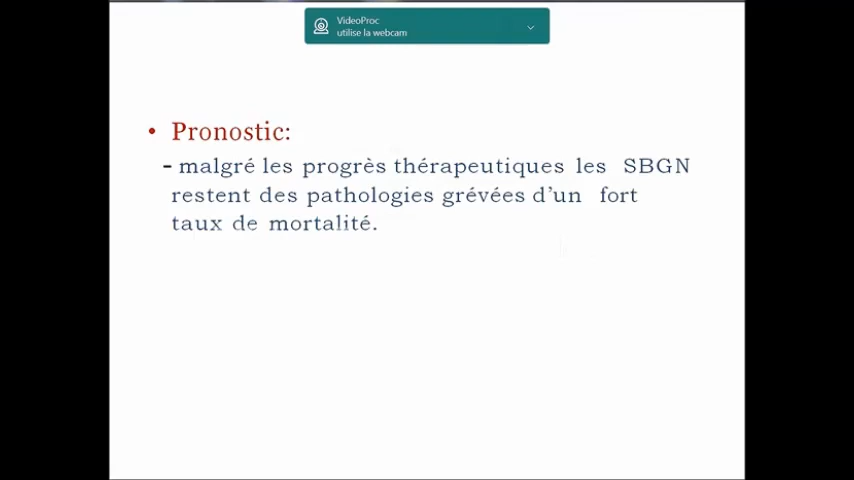 VideoProc
utilise la webcam
• Pronostic:
- malgré les progrès thérapeutiques les SBGN
restent des pathologies grévées d’un fort
taux de mortalité.